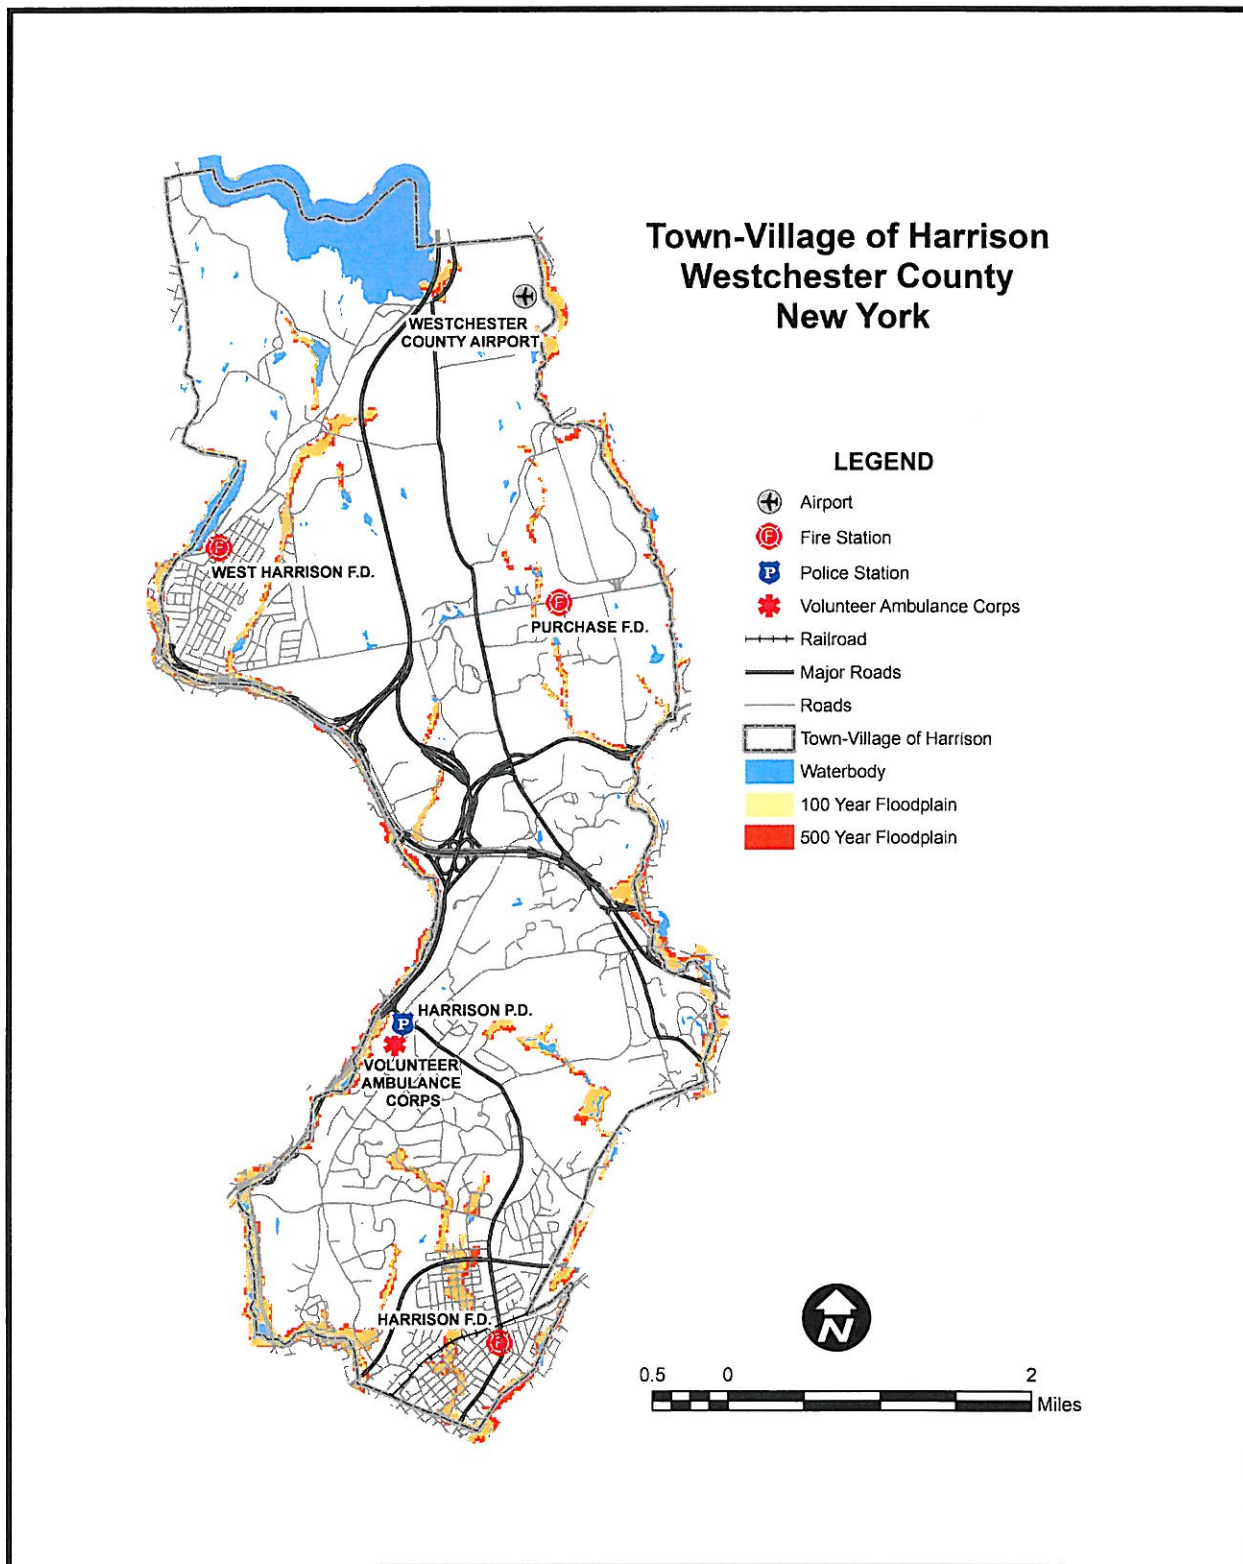 Town-Village of Harrison
Westchester County
New York
WESTCHESTER
COUNTY AIRPORT
LEGEND
Airport
F
Fire Station
P
Police Station
Volunteer Ambulance Corps
Railroad
Major Roads
Roads
Town-Village of Harrison
Waterbody
100 Year Floodplain
500 Year Floodplain
F
WEST HARRISON F.D.
F
PURCHASE F.D.
HARRISON P.D.
P
VOLUNTEER
AMBULANCE
CORPS
HARRISON F.D.
F
N
0.5 0 2
Miles